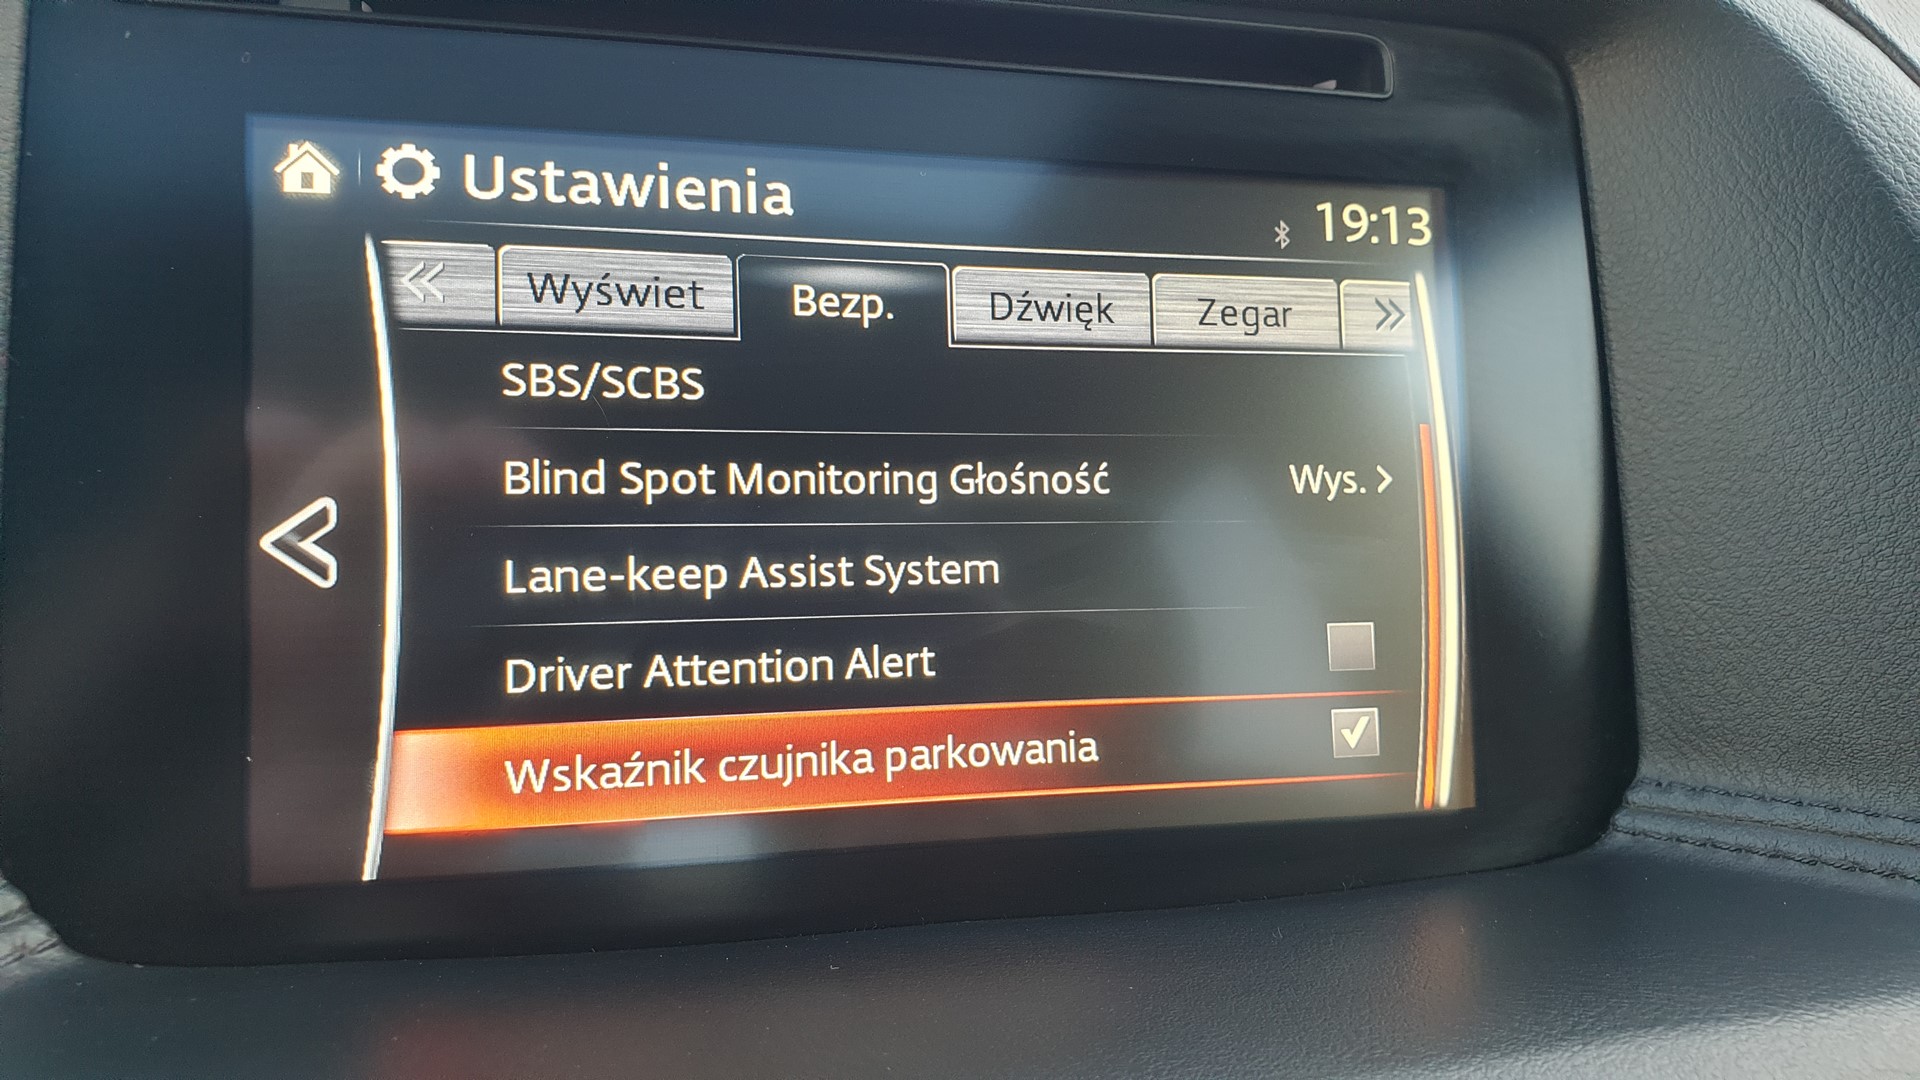 Ustawienia
19:13
Wyświet
Bezp.
Dźwięk
Zegar
SBS/SCBS
Blind Spot Monitoring Głośność Wys.
Lane-keep Assist System
Driver Attention Alert
Wskaźnik czujnika parkowania